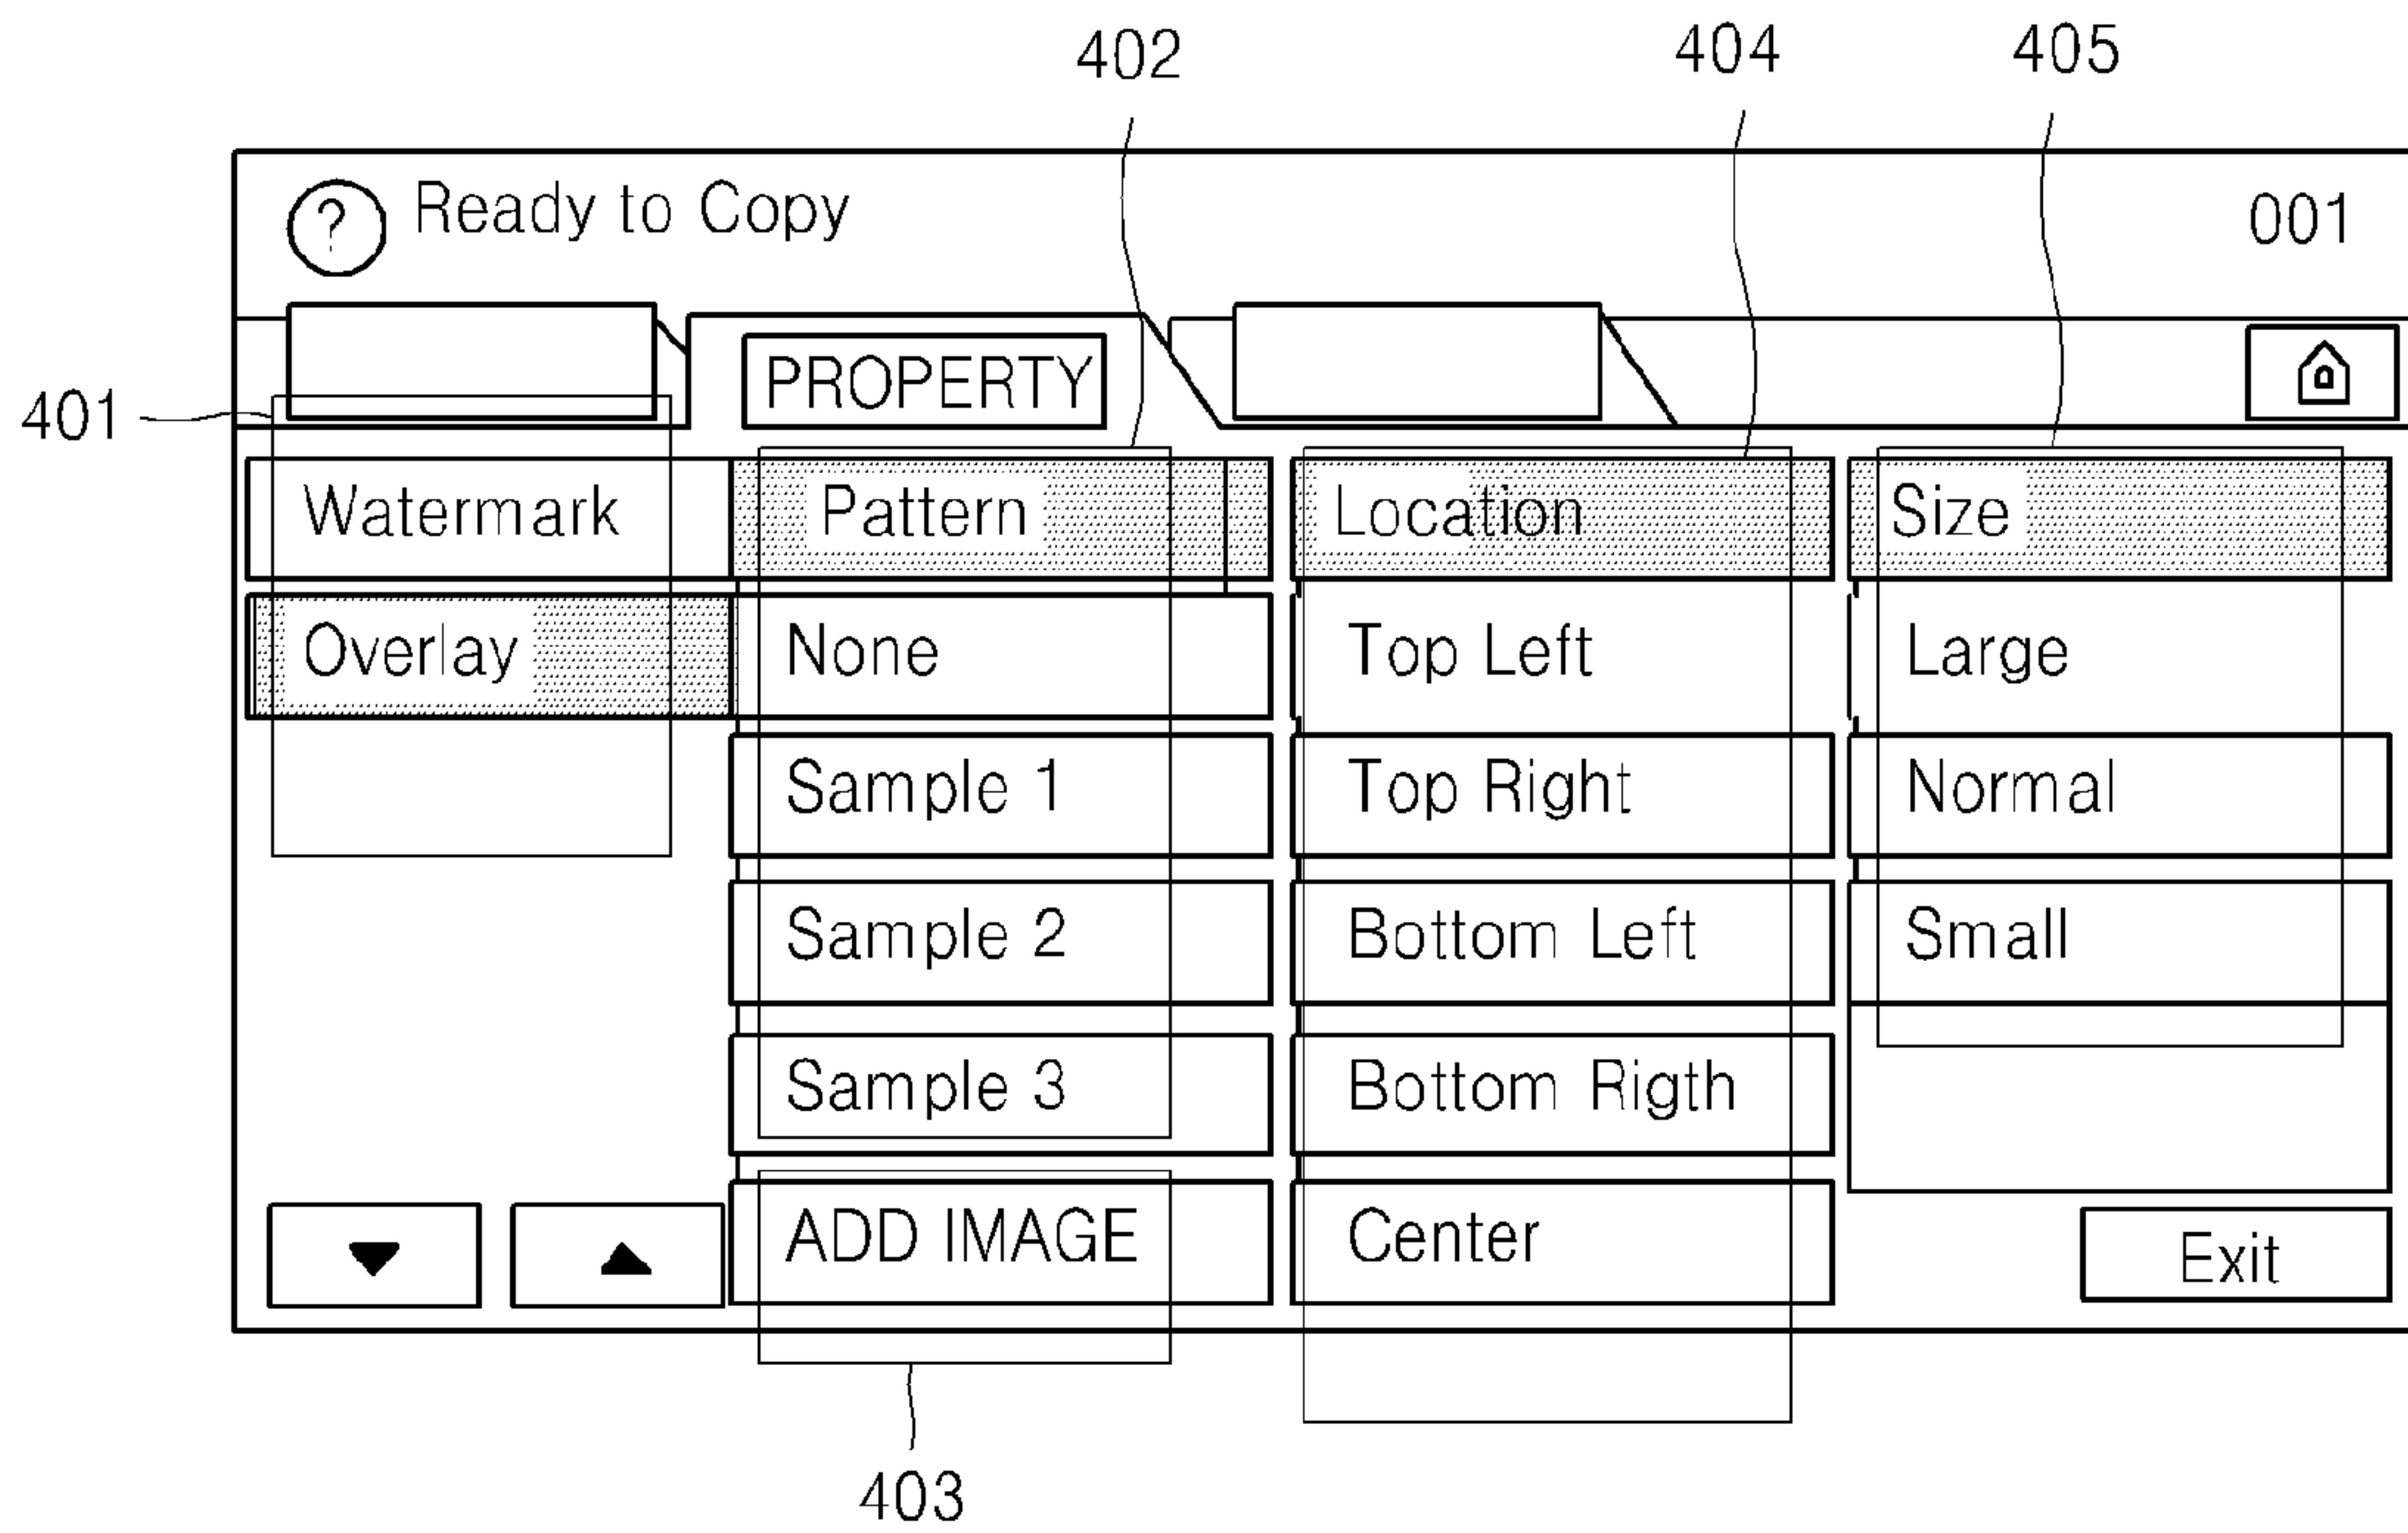 402 404 405
? Ready to Copy 001
PROPERTY
401
Watermark Pattern Location Size
Overlay None Top Left Large
Sample 1 Top Right Normal
Sample 2 Bottom Left Small
Sample 3 Bottom Rigth
ADD IMAGE Center Exit
403